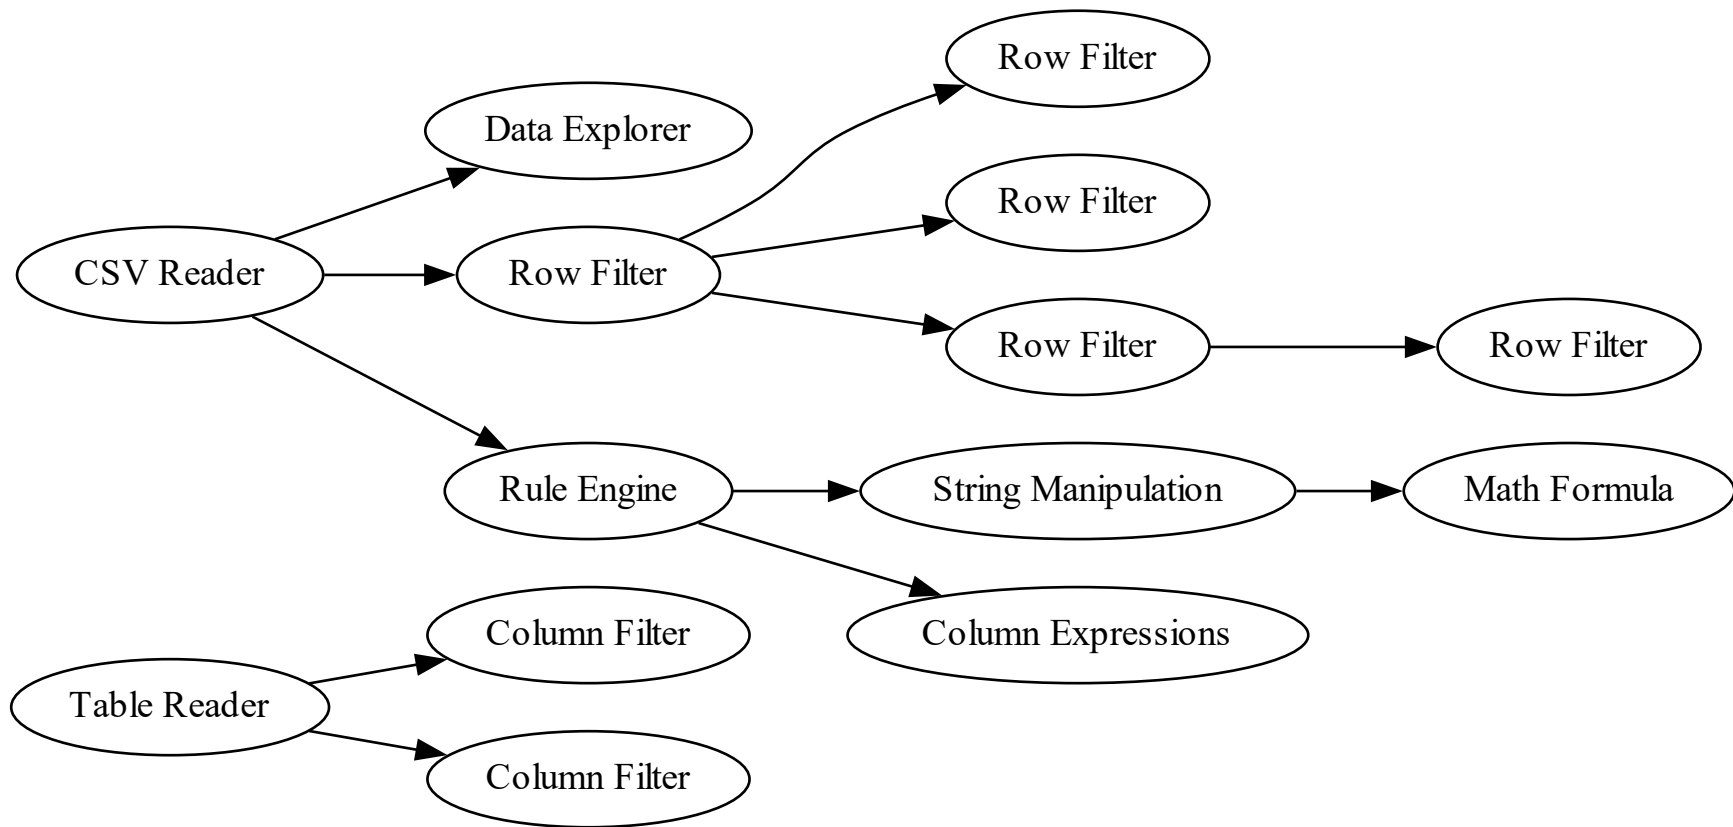 Row Filter
Data Explorer
Row Filter
CSV Reader
Row Filter
Row Filter
Row Filter
Rule Engine
String Manipulation
Math Formula
Column Filter
Column Expressions
Table Reader
Column Filter